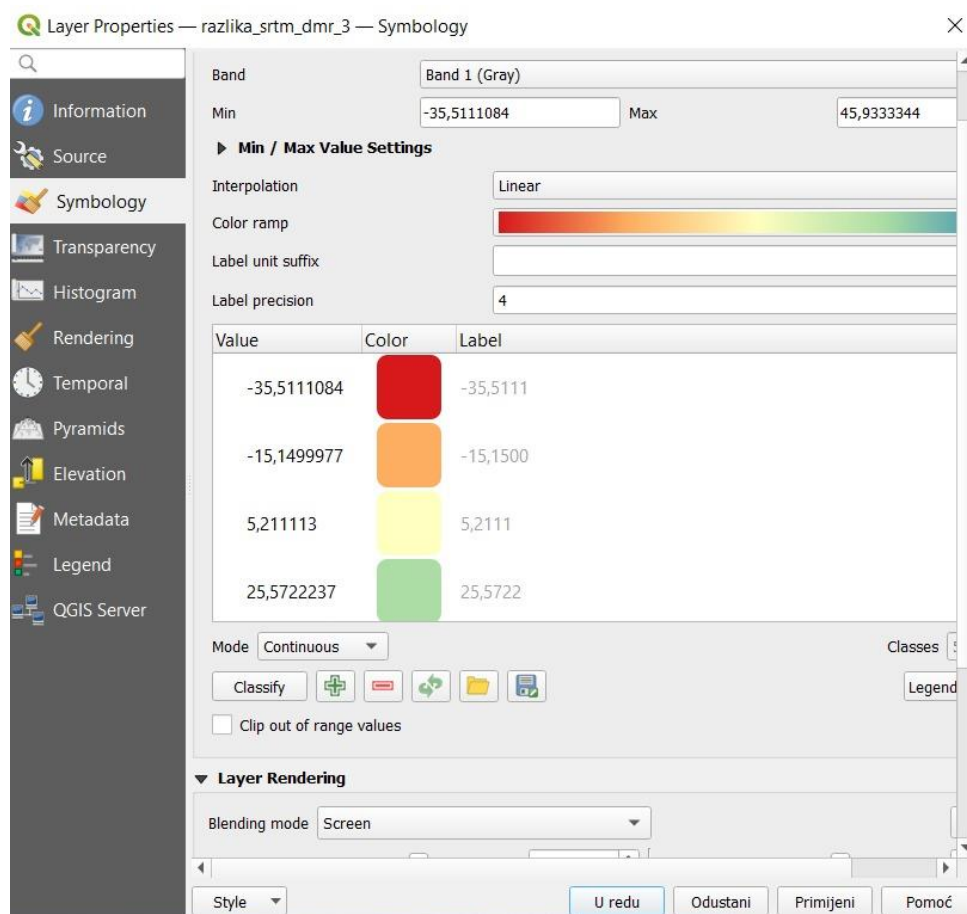 Layer Properties — razlika_srtm_dmr_3 — Symbology
Information
Source
Symbology
Transparency
Histogram
Rendering
Temporal
Pyramids
Elevation
Metadata
Legend
QGIS Server
Band Band 1 (Gray)
Min -35,5111084 Max 45,9333344
Min / Max Value Settings
Interpolation Linear
Color ramp
Label unit suffix
Label precision 4
Value Color Label
-35,5111084 -35,5111
-15,1499977 -15,1500
5,211113 5,2111
25,5722237 25,5722
Mode Continuous Classes
Classify Legend
Clip out of range values
Layer Rendering
Blending mode Screen
Style U redu Odustani Primijeni Pomoć